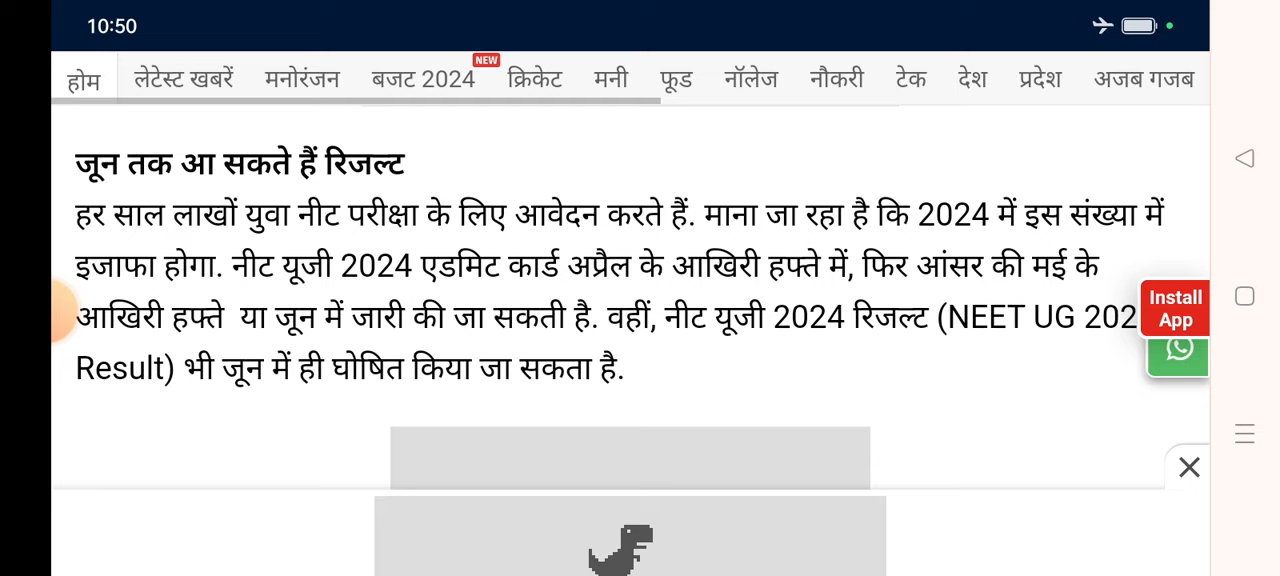 10:50
होम लेटेस्ट खबरें मनोरंजन बजट 2024 NEW क्रिकेट मनी फूड नॉलेज नौकरी टेक देश प्रदेश अजब गजब
जून तक आ सकते हैं रिजल्ट
हर साल लाखों युवा नीट परीक्षा के लिए आवेदन करते हैं. माना जा रहा है कि 2024 में इस संख्या में
इजाफा होगा. नीट यूजी 2024 एडमिट कार्ड अप्रैल के आखिरी हफ्ते में, फिर आंसर की मई के
आखिरी हफ्ते या जून में जारी की जा सकती है. वहीं, नीट यूजी 2024 रिजल्ट (NEET UG 202
Result) भी जून में ही घोषित किया जा सकता है.
Install
App